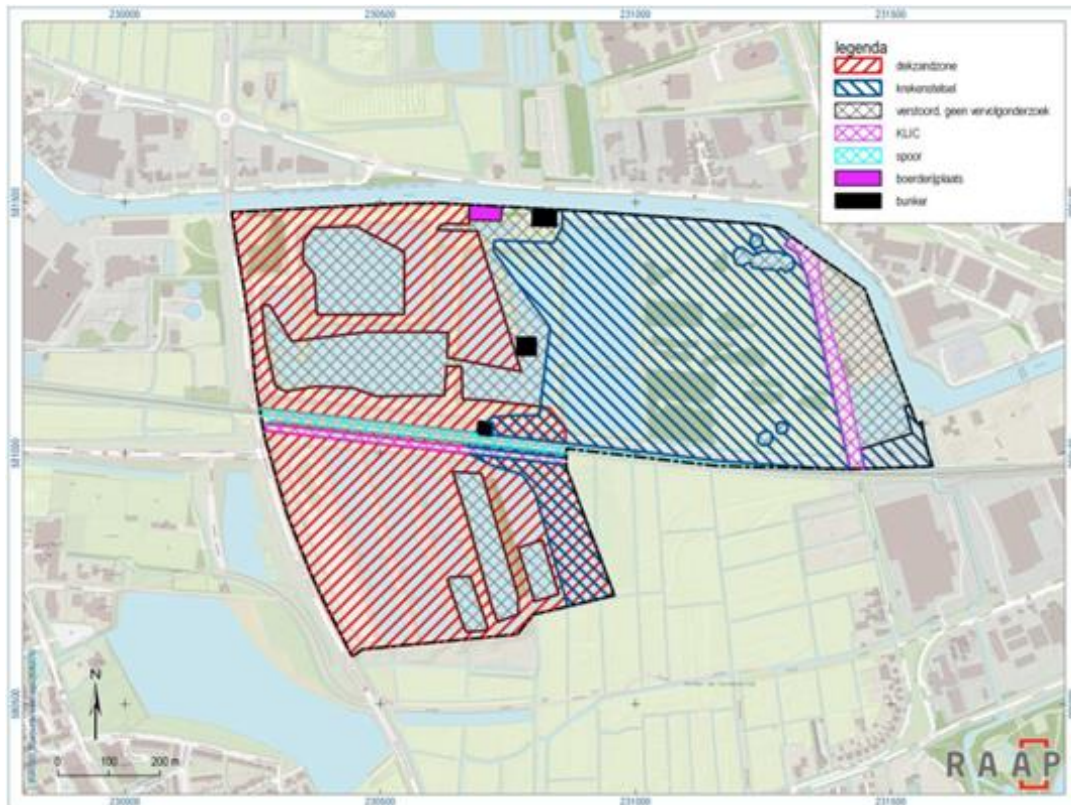 230000 230500 231000 231500
legenda
dekzandzone
krekenstelsel
verstoord, geen vervolgonderzoek
KLIC
spoor
boerderijplaats
bunker
581500
581000
580500
N
0 100 200 m
RAAP
230000 230500 231000 231500